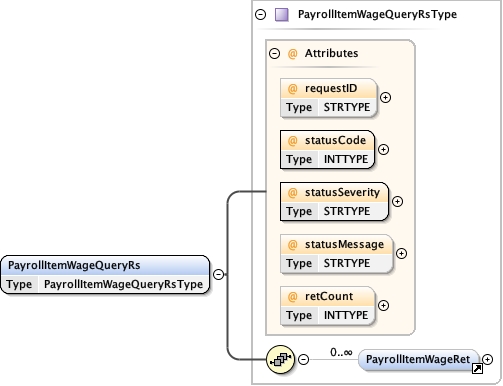 PayrollItemWageQueryRsType
@ Attributes
@ requestID
Type STRTYPE
@ statusCode
Type INTTYPE
@ statusSeverity
Type STRTYPE
PayrollItemWageQueryRs
Type PayrollItemWageQueryRsType
@ statusMessage
Type STRTYPE
@ retCount
Type INTTYPE
0..∞
PayrollItemWageRet